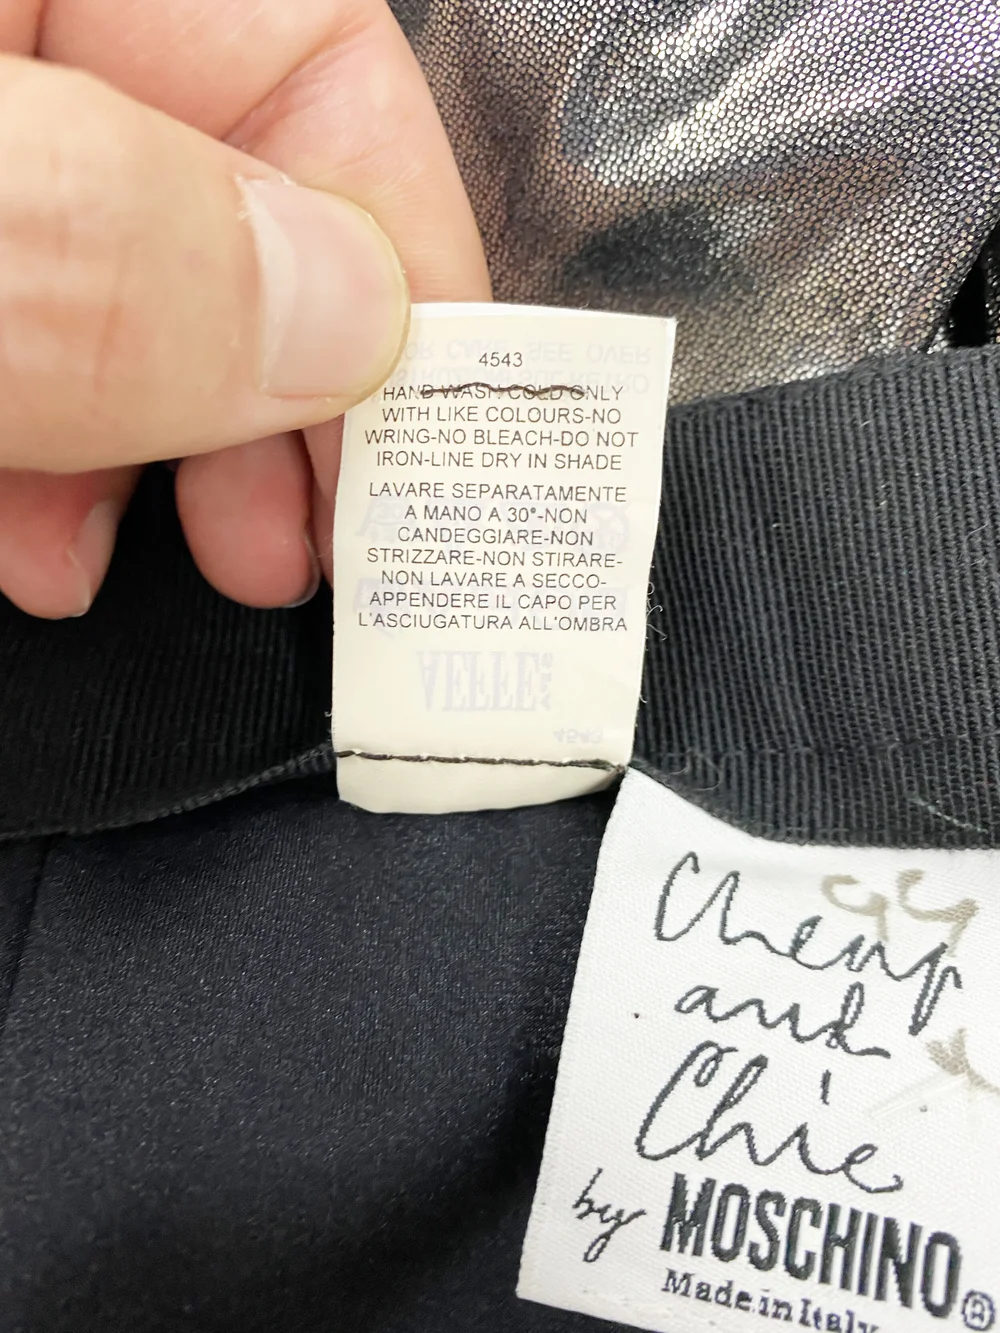 4543
HAND WASH COLD ONLY
WITH LIKE COLOURS-NO
WRING-NO BLEACH-DO NOT
IRON-LINE DRY IN SHADE
LAVARE SEPARATAMENTE
A MANO A 30°-NON
CANDEGGIARE-NON
STRIZZARE-NON STIRARE-
NON LAVARE A SECCO-
APPENDERE IL CAPO PER
L'ASCIUGATURA ALL'OMBRA
AEFFE
4543
Cheap
and
Chic
by MOSCHINO®
Made in Italy